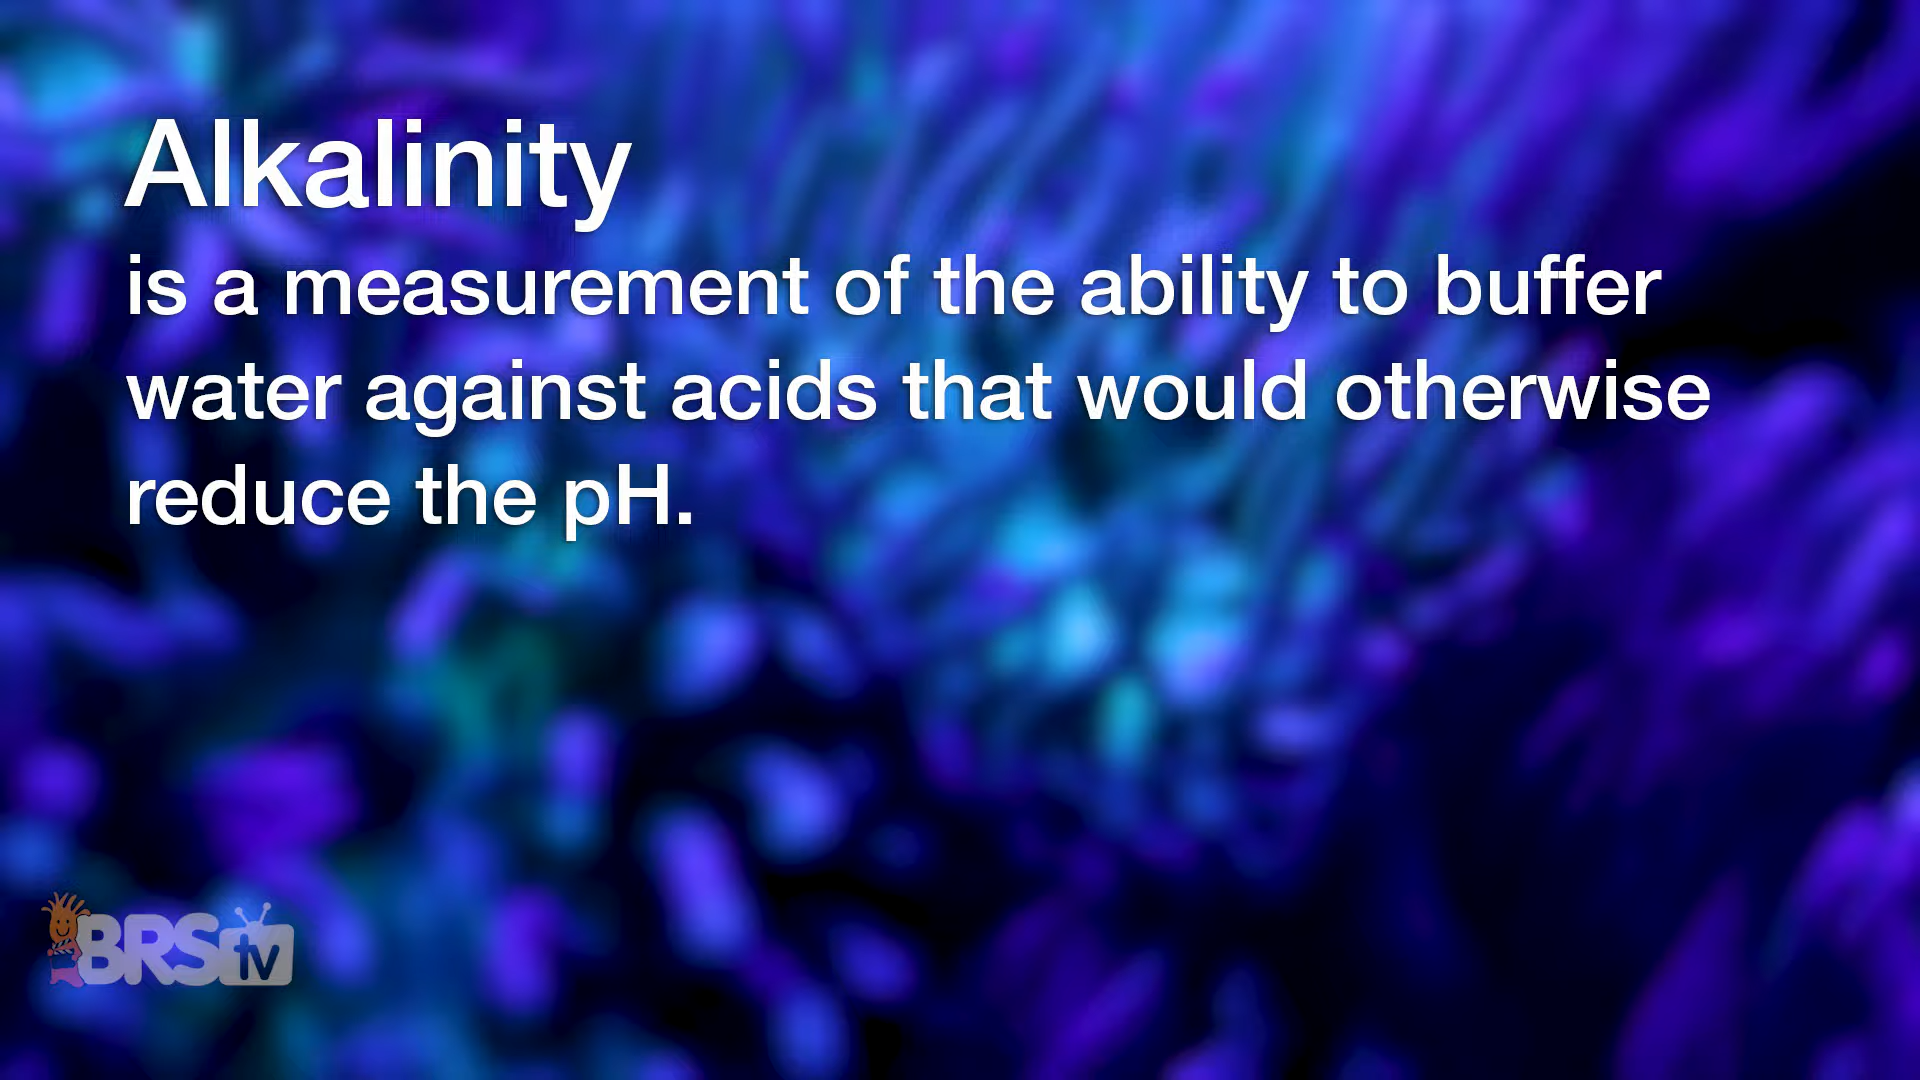 Alkalinity
is a measurement of the ability to buffer
water against acids that would otherwise
reduce the pH.
BRStv